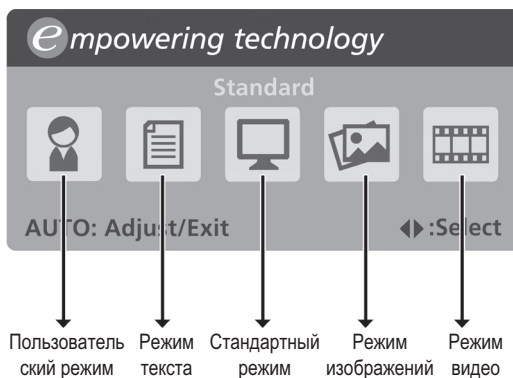 empowering technology
Standard
AUTO: Adjust/Exit
:Select
Пользователь
ский режим
Режим
текста
Стандартный
режим
Режим
изображений
Режим
видео